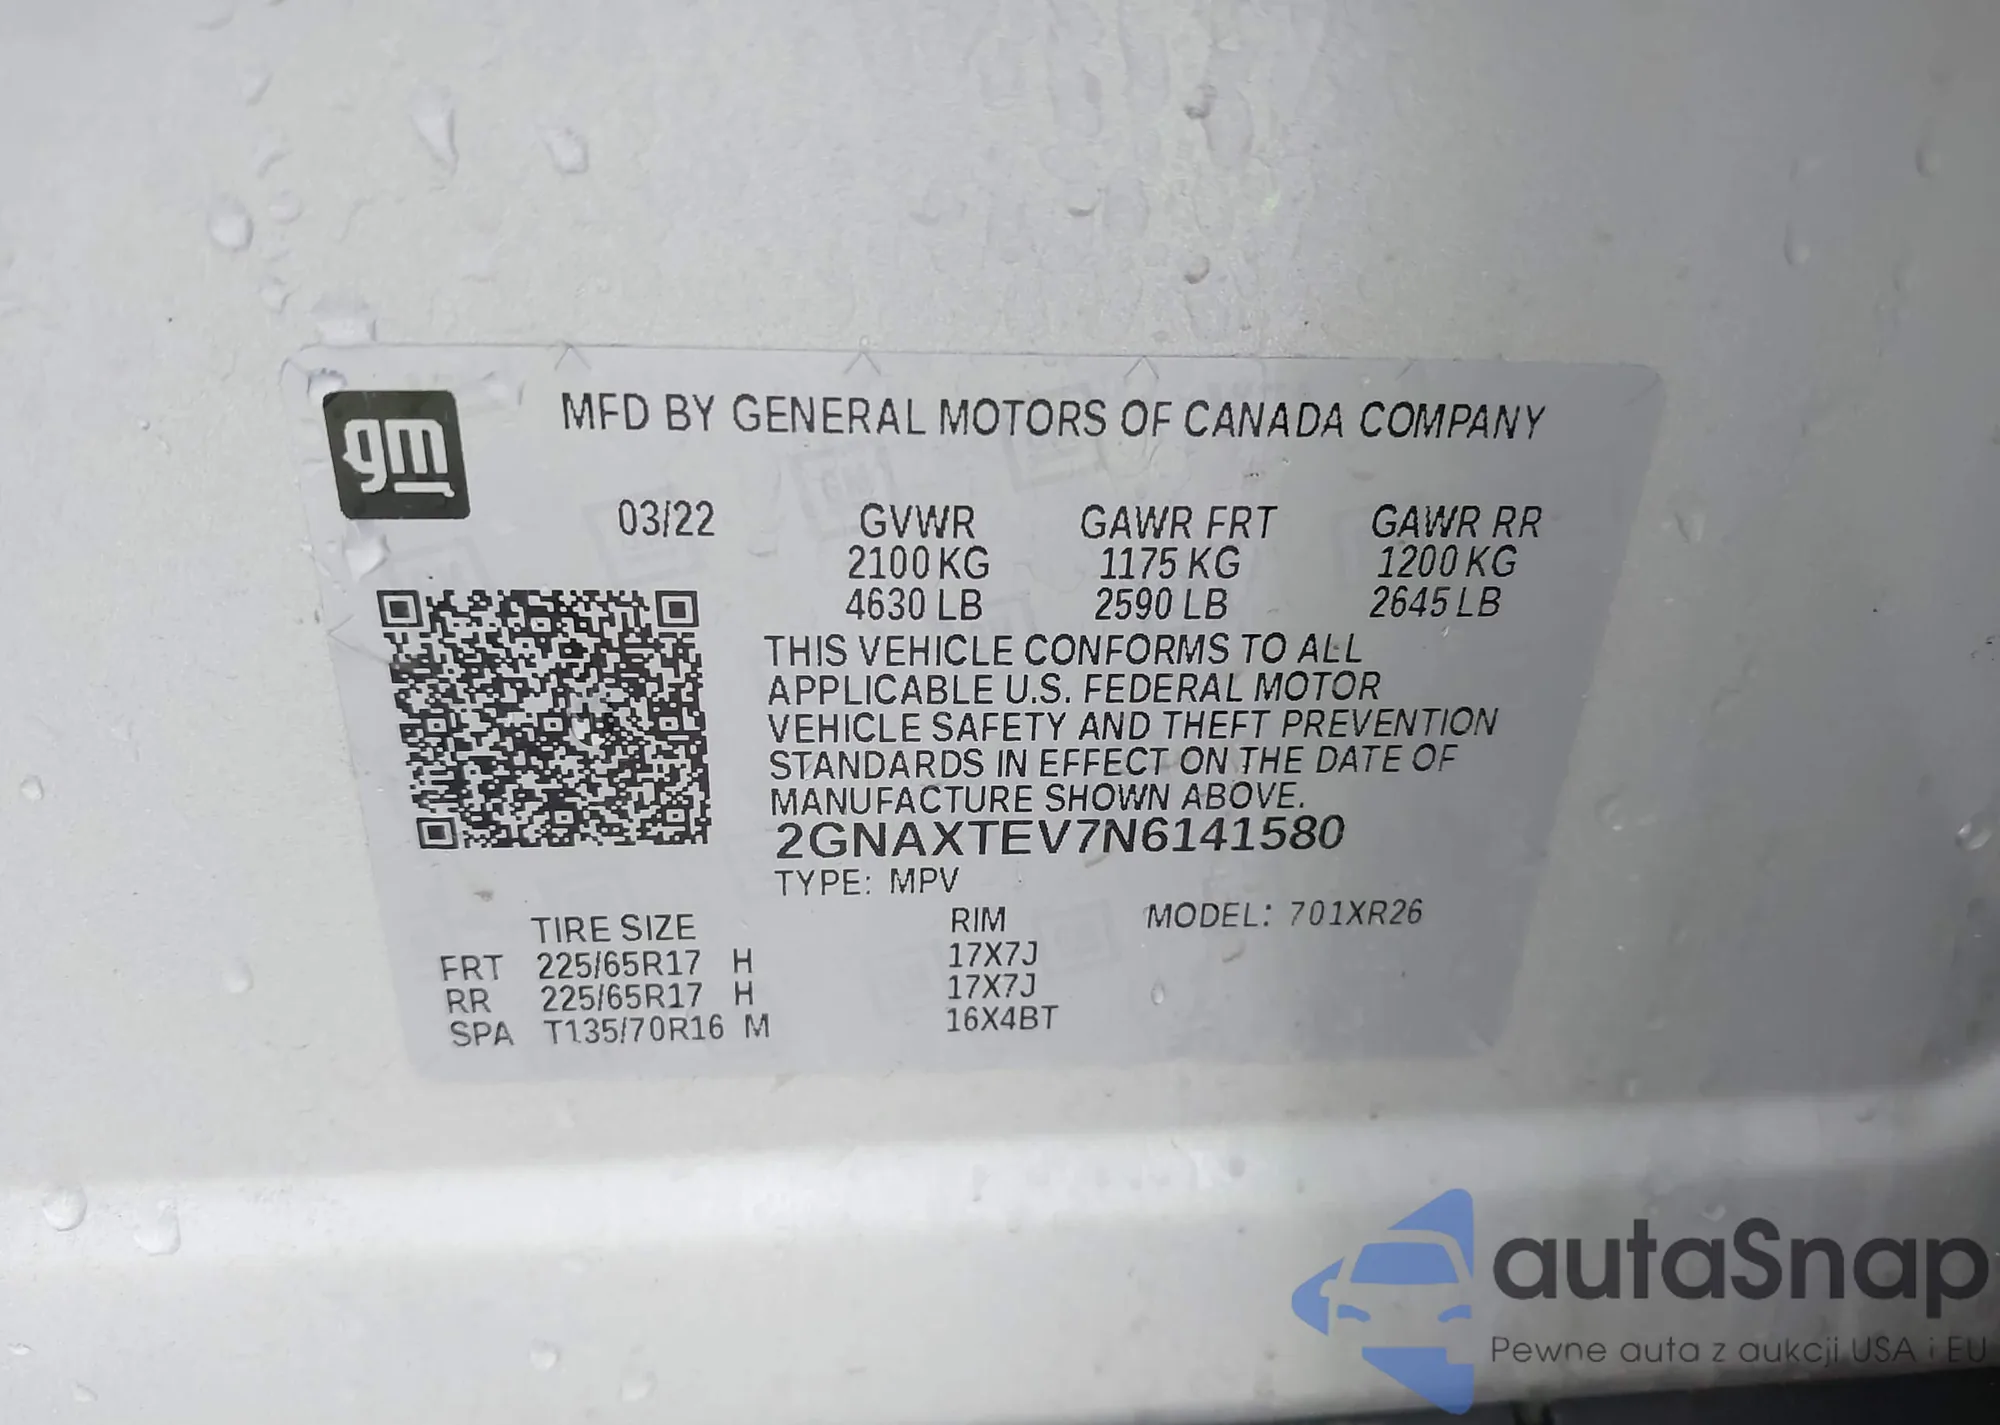 gm
MFD BY GENERAL MOTORS OF CANADA COMPANY
03/22 GVWR GAWR FRT GAWR RR
2100 KG 1175 KG 1200 KG
4630 LB 2590 LB 2645 LB
THIS VEHICLE CONFORMS TO ALL
APPLICABLE U.S. FEDERAL MOTOR
VEHICLE SAFETY AND THEFT PREVENTION
STANDARDS IN EFFECT ON THE DATE OF
MANUFACTURE SHOWN ABOVE.
2GNAXTEV7N6141580
TYPE: MPV
TIRE SIZE RIM MODEL: 701XR26
FRT 225/65R17 H 17X7J
RR 225/65R17 H 17X7J
SPA T135/70R16 M 16X4BT
autaSnap
Pewne auta z aukcji USA i EU